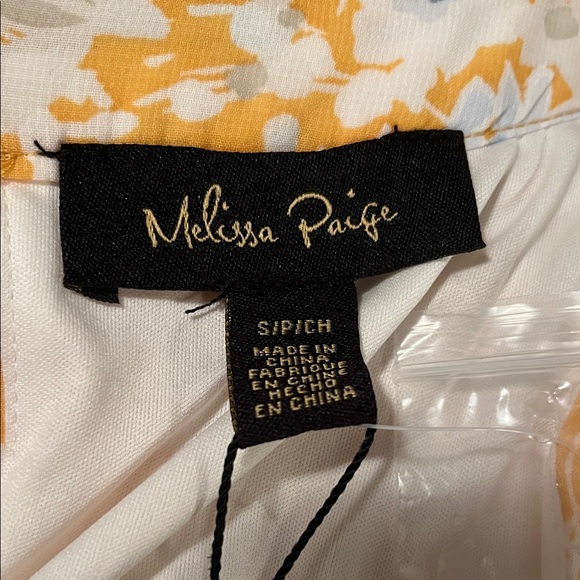 Melissa Paige
S/P/CH
MADE IN
CHINA
FABRIQUE
EN CHINE
HECHO
EN CHINA